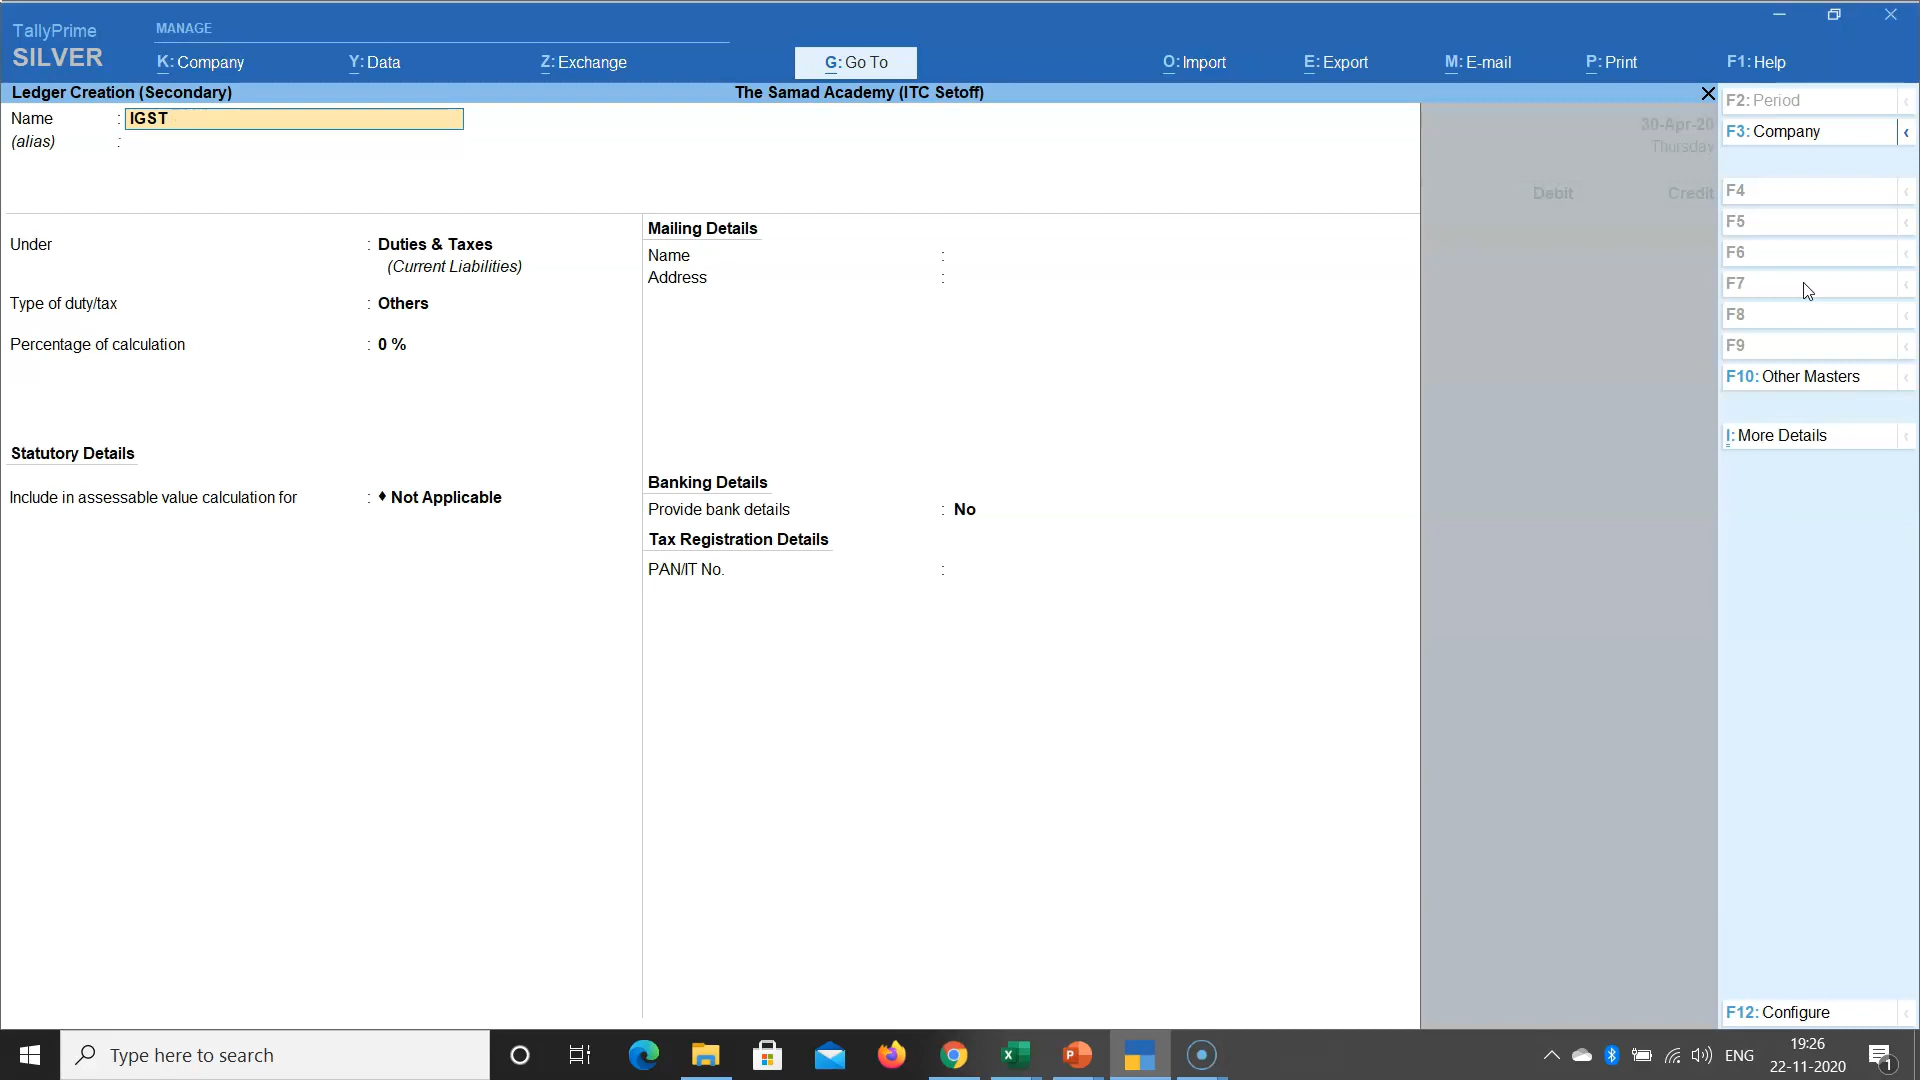 TallyPrime
SILVER
MANAGE
K: Company
Y: Data
Z: Exchange
G: Go To
O: Import
E: Export
M: E-mail
P: Print
F1: Help
Ledger Creation (Secondary)
The Samad Academy (ITC Setoff)
Name : IGST
(alias) :
30-Apr-20
Thursday
Debit Credit
Under : Duties & Taxes
(Current Liabilities)
Type of duty/tax : Others
Percentage of calculation : 0 %
Statutory Details
Include in assessable value calculation for : ♦ Not Applicable
Mailing Details
Name :
Address :
Banking Details
Provide bank details : No
Tax Registration Details
PAN/IT No. :
F2: Period
F3: Company
F4
F5
F6
F7
F8
F9
F10: Other Masters
I: More Details
F12: Configure
Type here to search
ENG
19:26
22-11-2020
1